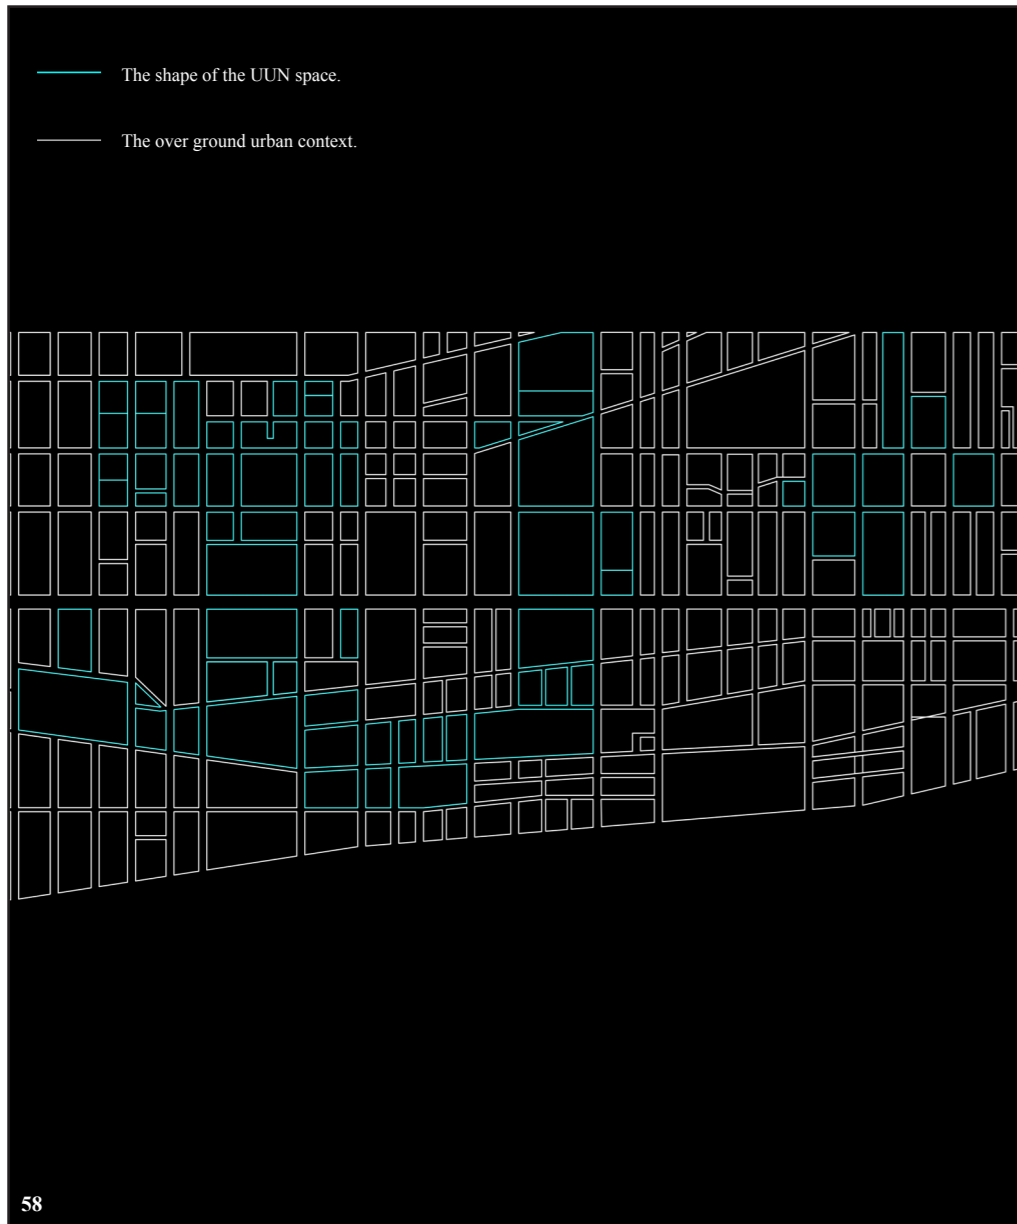 The shape of the UUN space.
The over ground urban context.
58